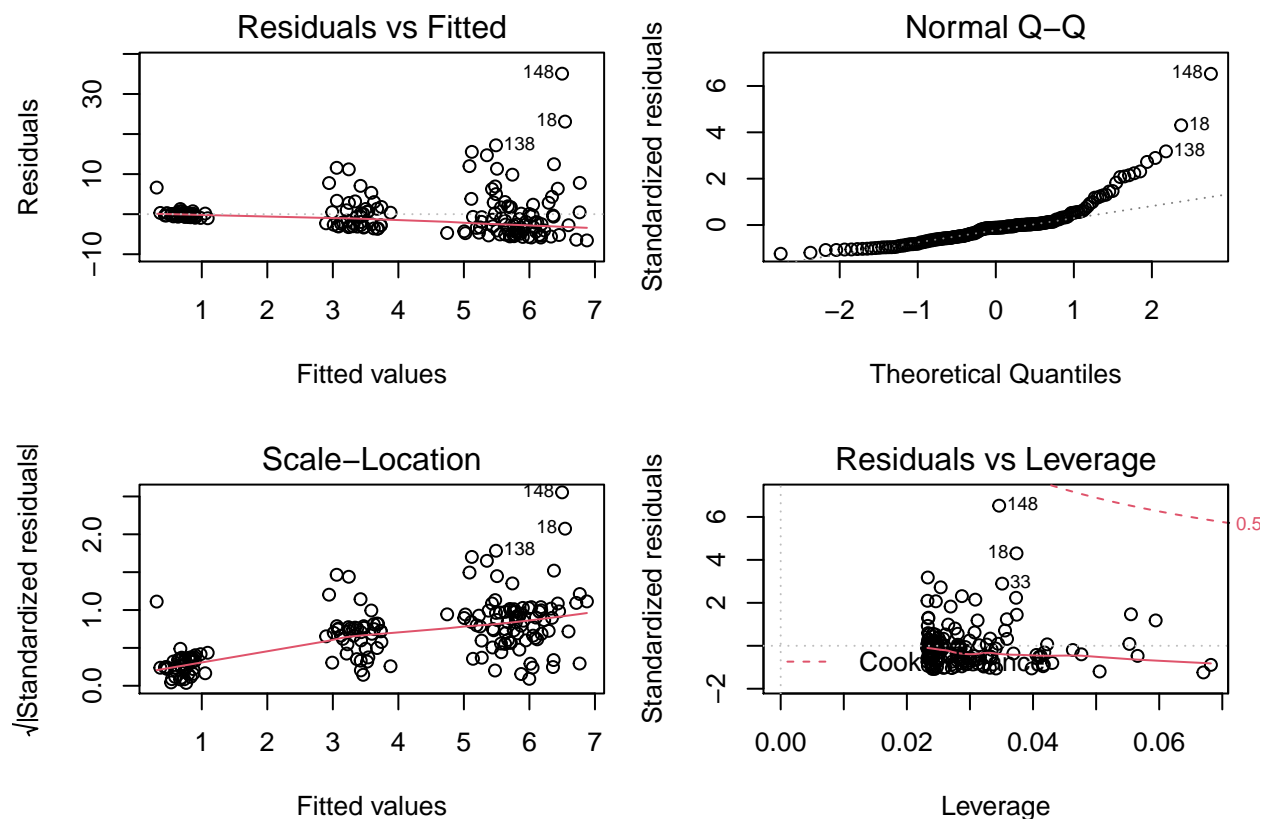 Residuals vs Fitted
Residuals
30
10
−10
148
18
138
1 2 3 4 5 6 7
Fitted values
Normal Q−Q
Standardized residuals
6
4
2
0
148
18
138
−2 −1 0 1 2
Theoretical Quantiles
Scale−Location
√|Standardized residuals|
2.0
1.0
0.0
148
18
138
1 2 3 4 5 6 7
Fitted values
Residuals vs Leverage
Standardized residuals
6
4
2
0
−2
148
18
33
0.5
0.00 0.02 0.04 0.06
Leverage